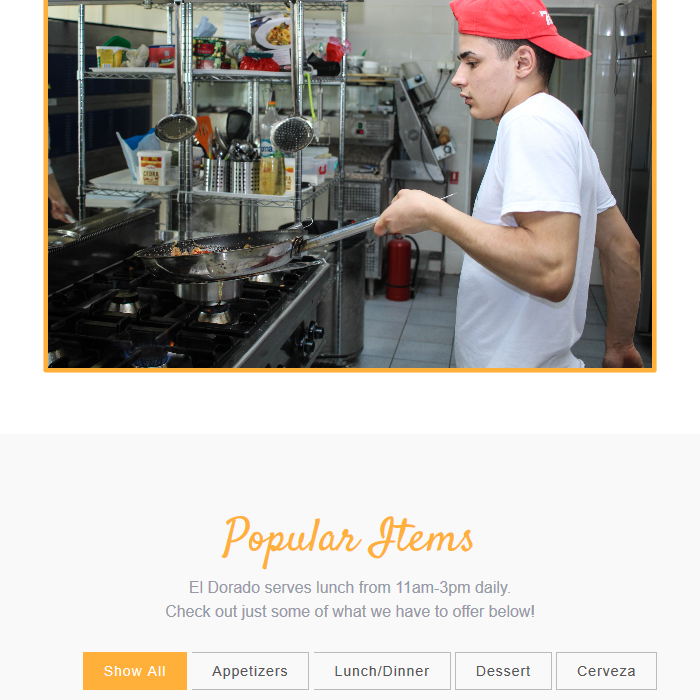 Popular Items
El Dorado serves lunch from 11am-3pm daily.
Check out just some of what we have to offer below!
Show All
Appetizers
Lunch/Dinner
Dessert
Cerveza